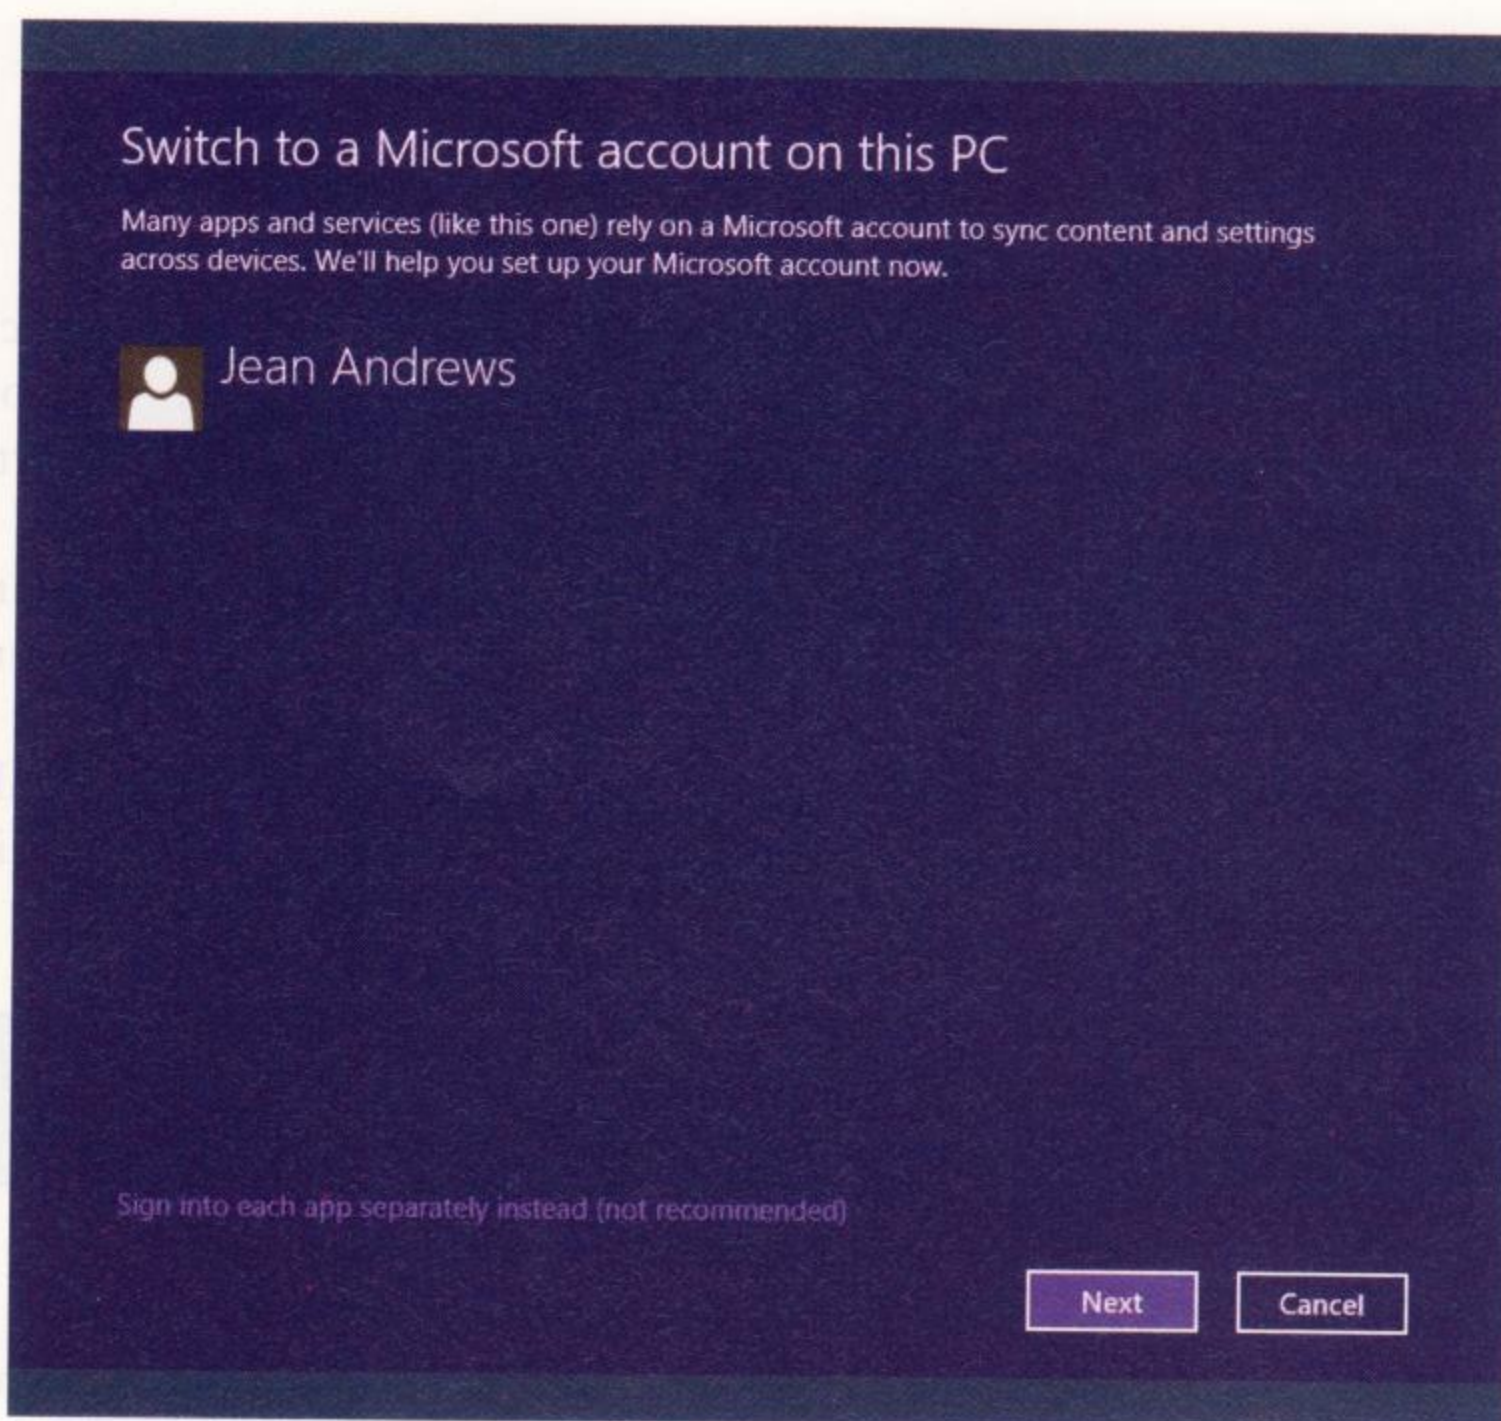 Switch to a Microsoft account on this PC
Many apps and services (like this one) rely on a Microsoft account to sync content and settings
across devices. We'll help you set up your Microsoft account now.
Jean Andrews
Sign into each app separately instead (not recommended)
Next
Cancel